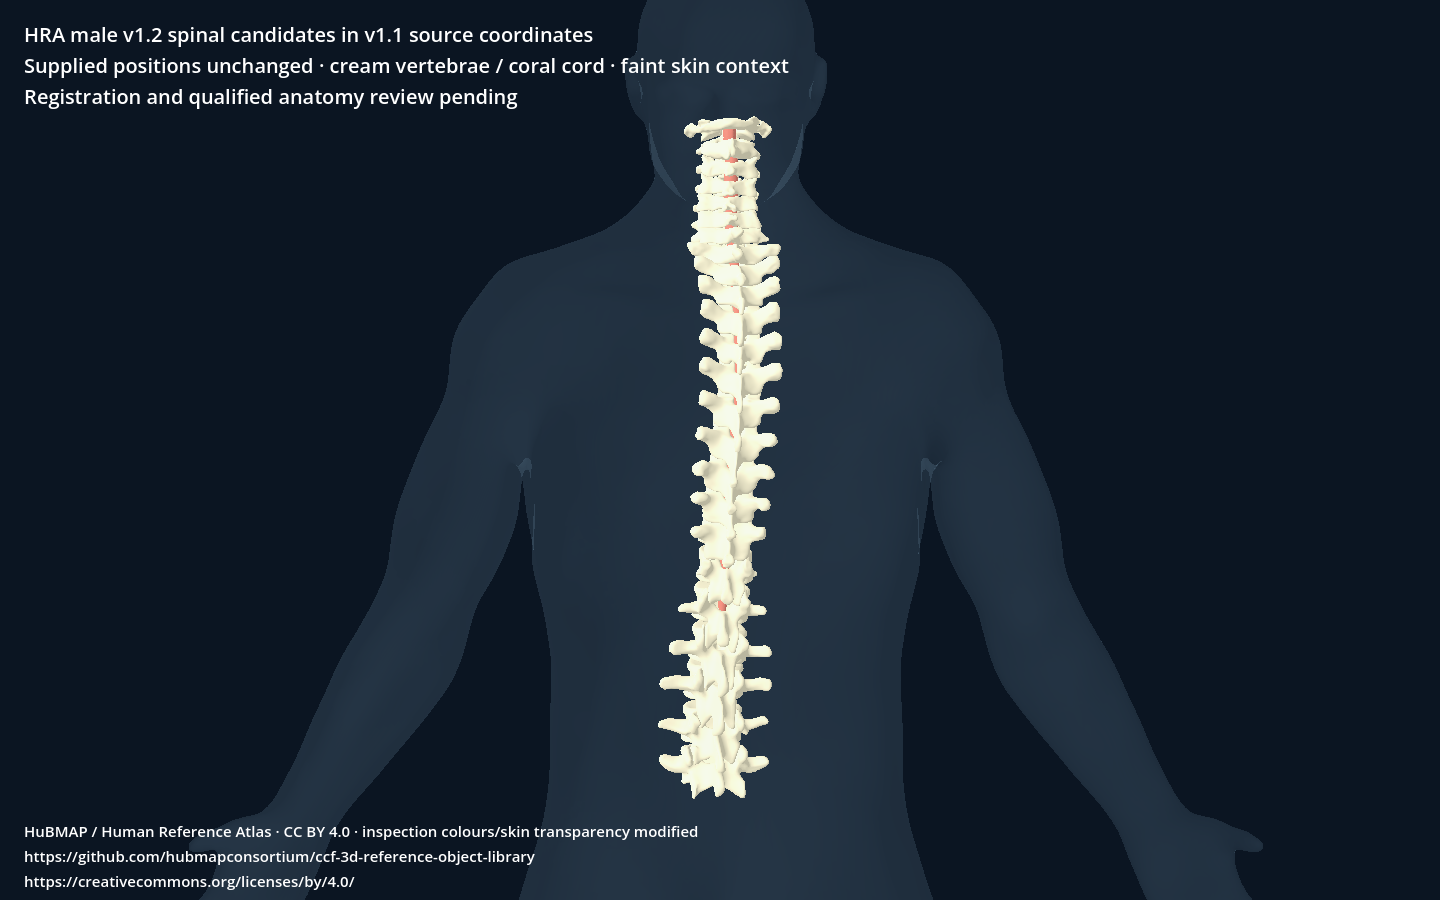 HRA male v1.2 spinal candidates in v1.1 source coordinates
Supplied positions unchanged · cream vertebrae / coral cord · faint skin context
Registration and qualified anatomy review pending
HuBMAP / Human Reference Atlas · CC BY 4.0 · inspection colours/skin transparency modified
https://github.com/hubmapconsortium/ccf-3d-reference-object-library
https://creativecommons.org/licenses/by/4.0/